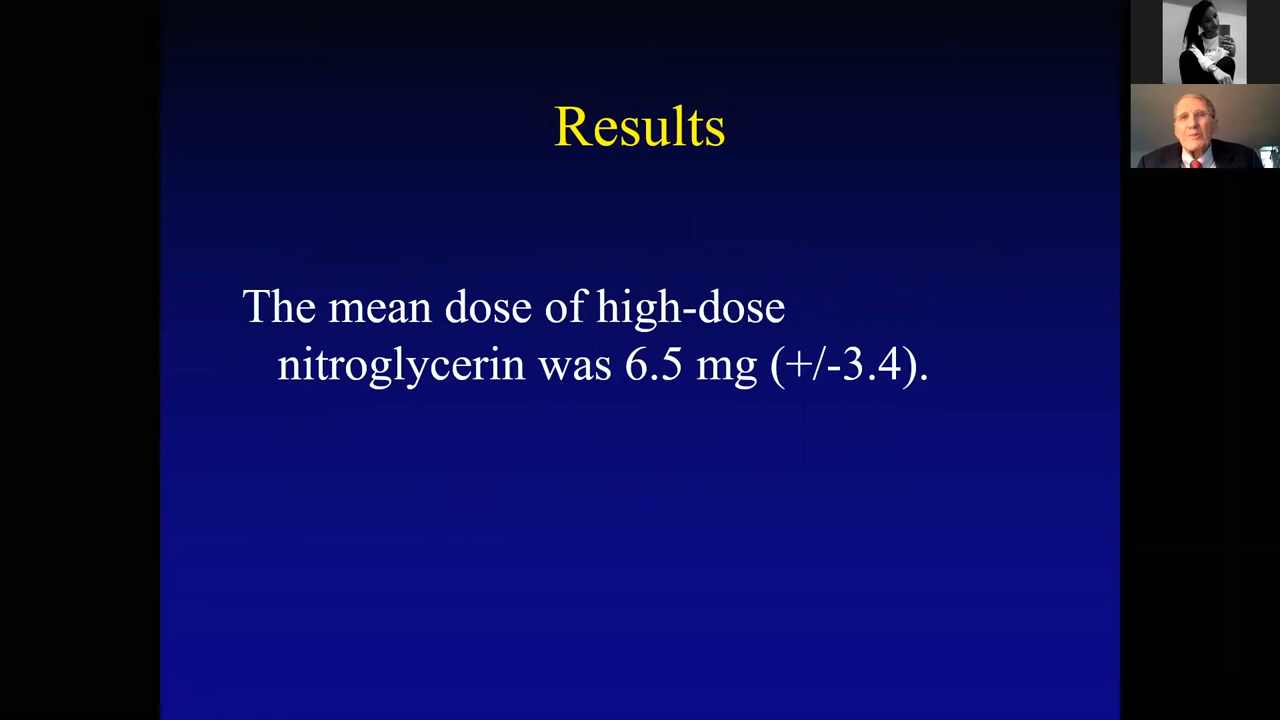 Results
The mean dose of high-dose
nitroglycerin was 6.5 mg (+/-3.4).